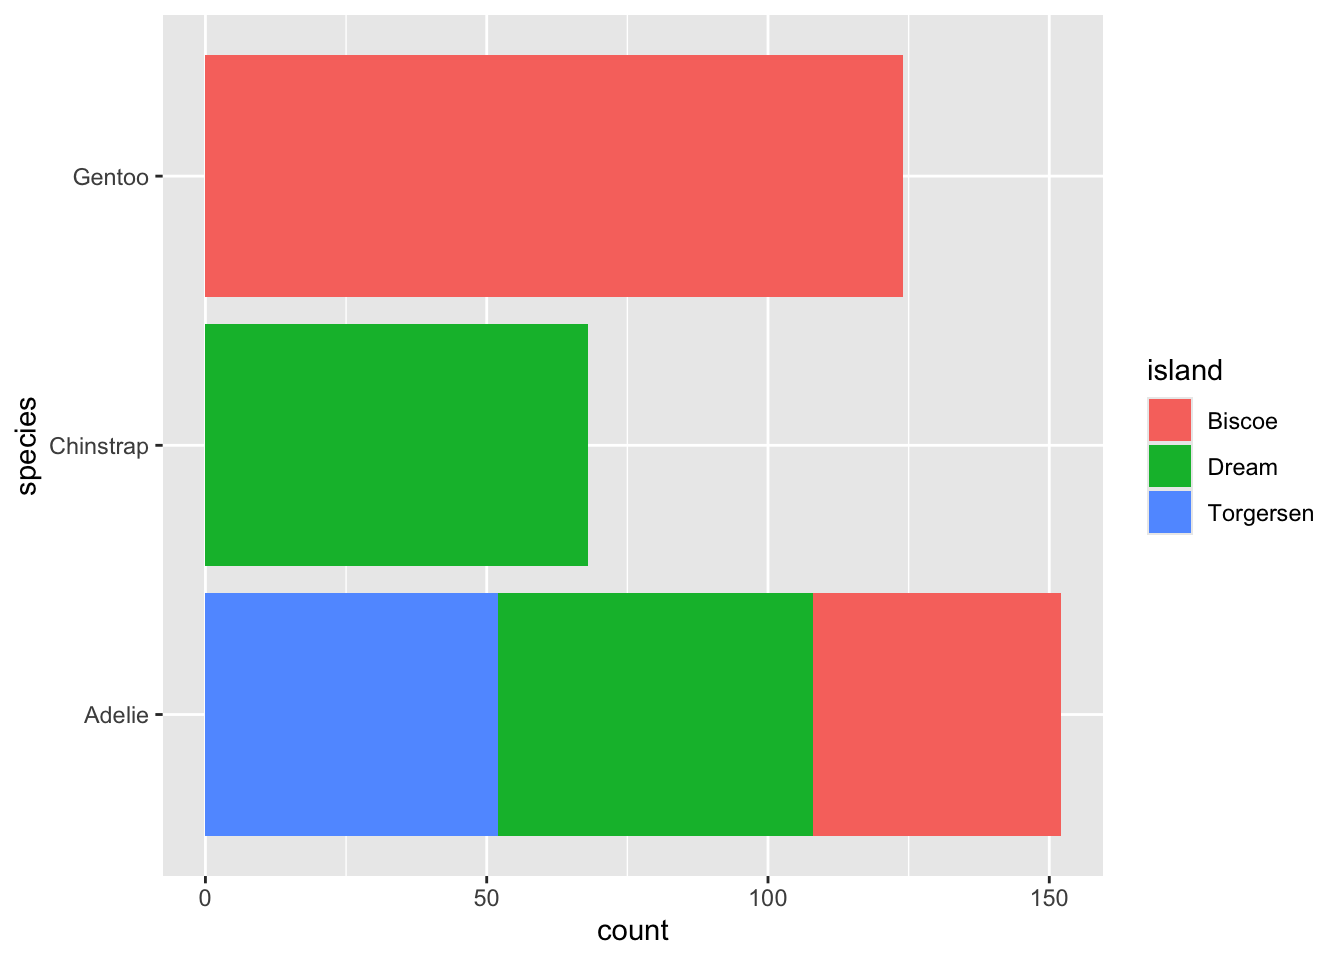 Gentoo
Chinstrap
Adelie
species
0 50 100 150
count
island
Biscoe
Dream
Torgersen